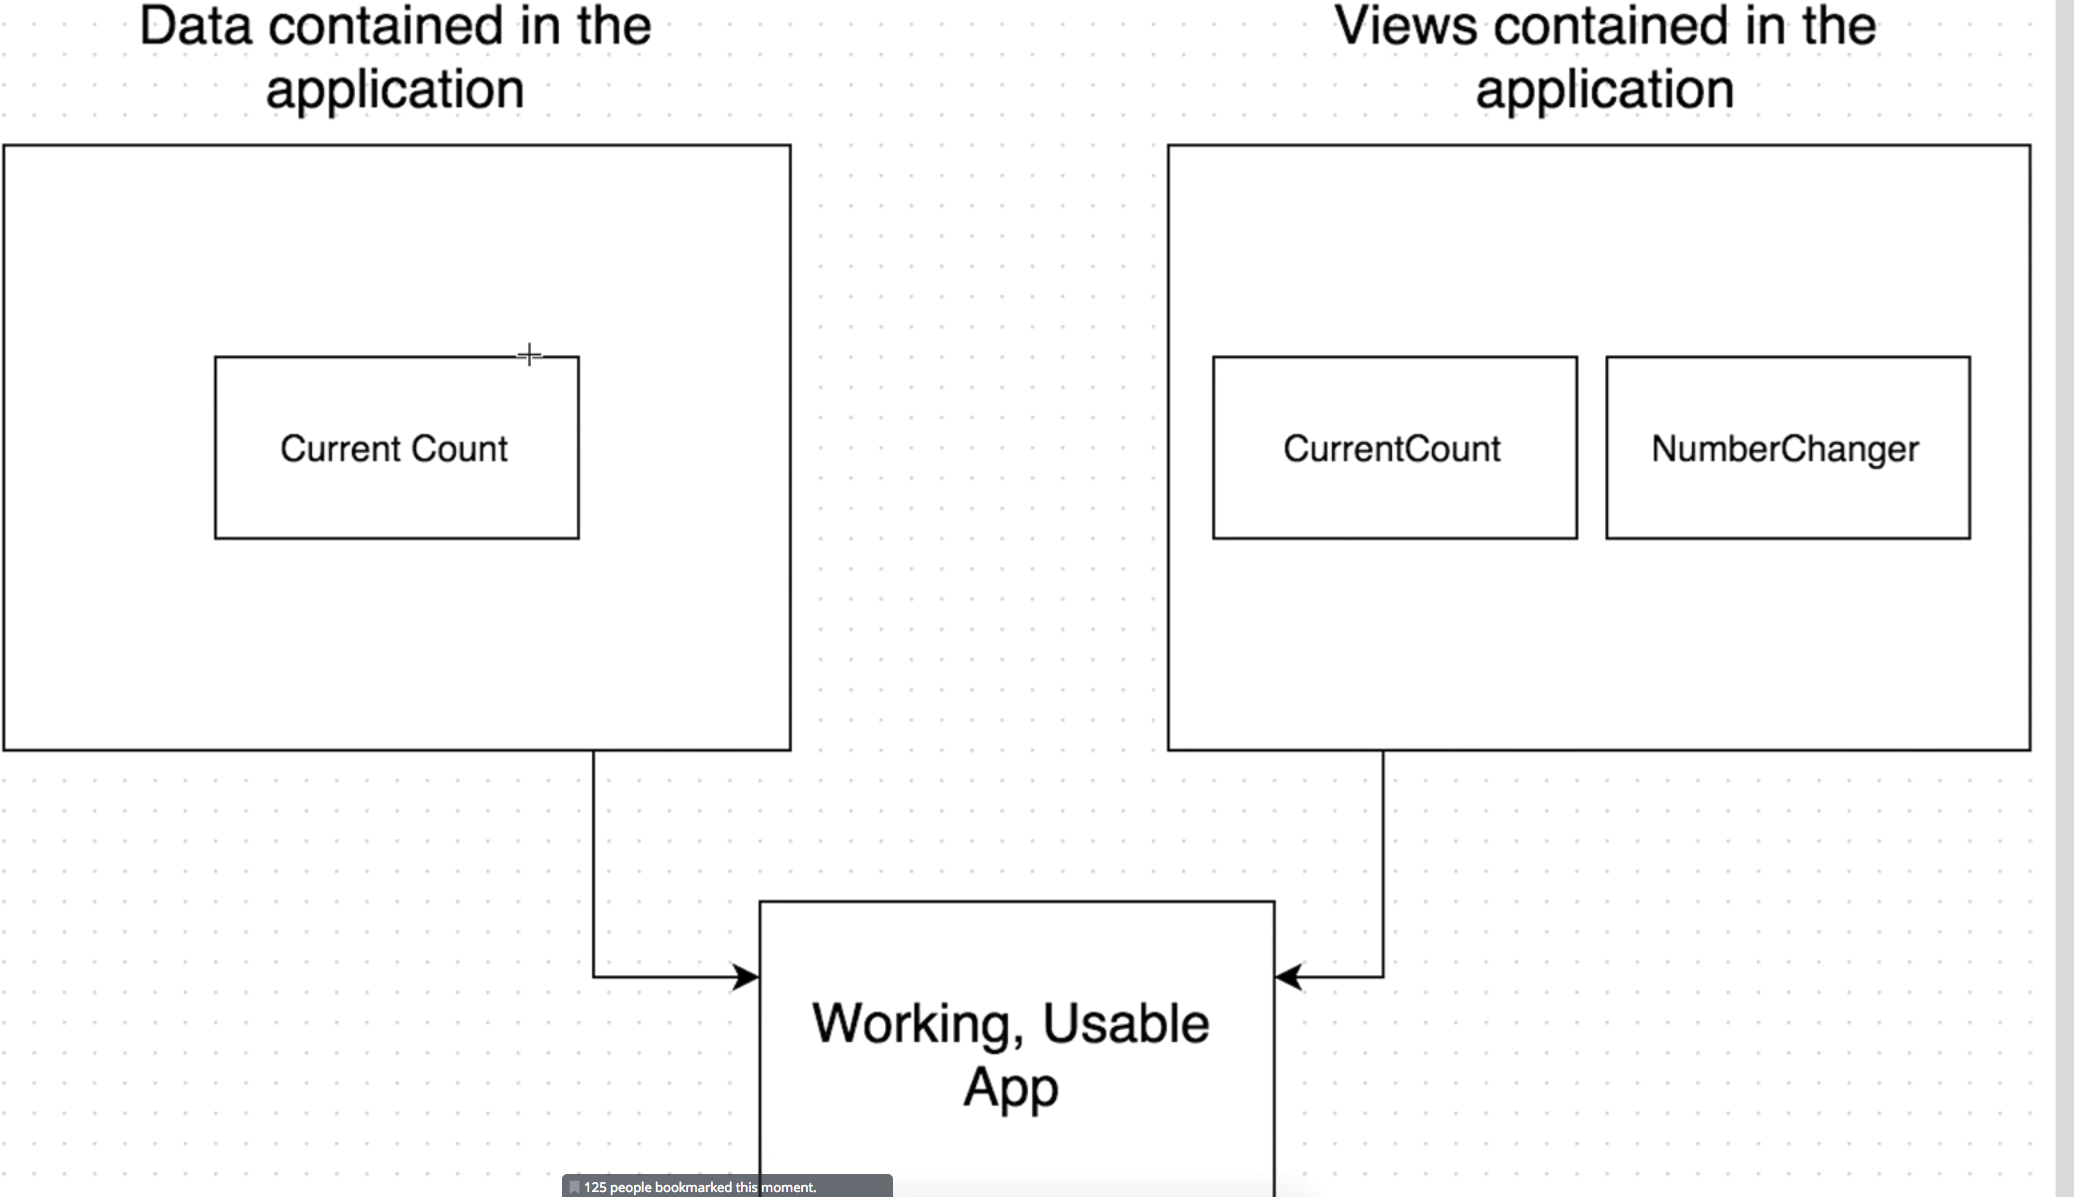 Data contained in the
application
Views contained in the
application
Current Count
CurrentCount
NumberChanger
Working, Usable
App
125 people bookmarked this moment.